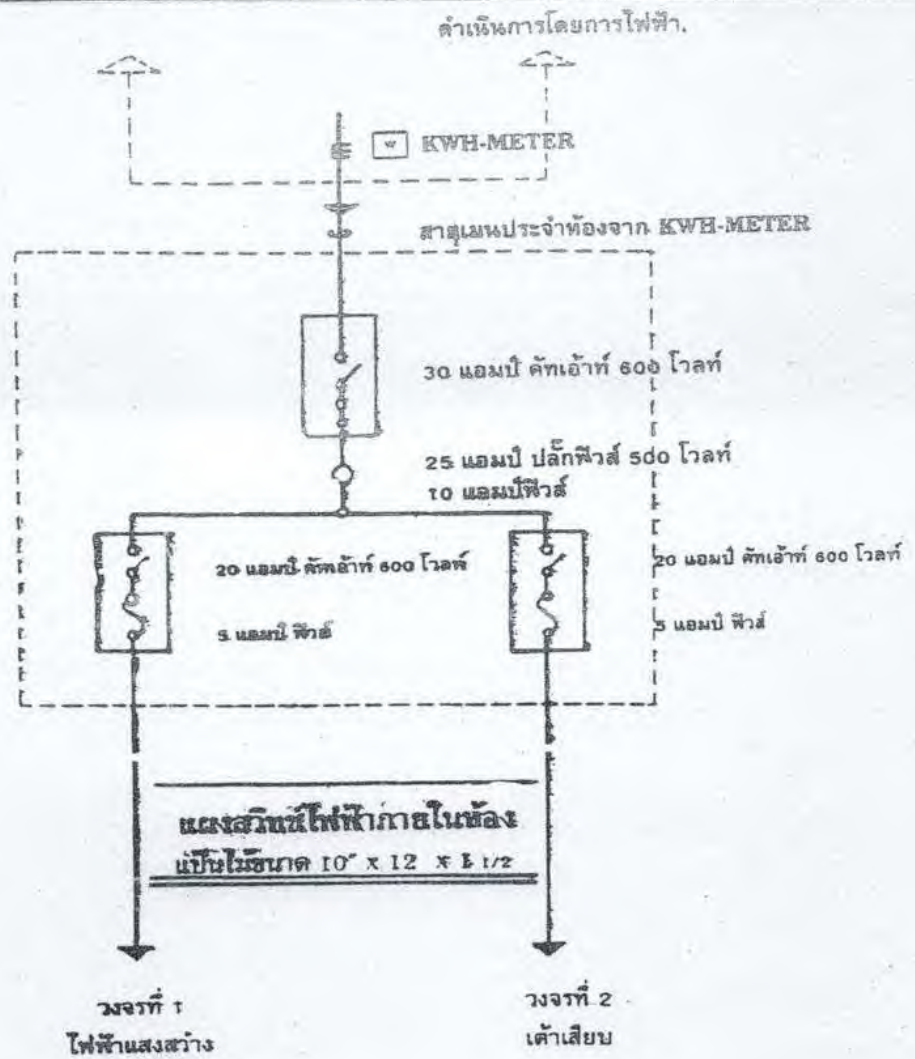 ดำเนินการโดยการไฟฟ้า.
W KWH-METER
สายเมนประจำห้องจาก KWH-METER
30 แอมป์ คัทเอ้าท์ 600 โวลท์
25 แอมป์ ปลั๊กฟิวส์ 500 โวลท์
10 แอมป์ฟิวส์
20 แอมป์ คัทเอ้าท์ 600 โวลท์
5 แอมป์ ฟิวส์
20 แอมป์ คัทเอ้าท์ 600 โวลท์
5 แอมป์ ฟิวส์
แผงสวิทช์ไฟฟ้าภายในห้อง
แป้นไม้ขนาด 10" x 12 x 1 1/2
วงจรที่ 1
ไฟฟ้าแสงสว่าง
วงจรที่ 2
เต้าเสียบ